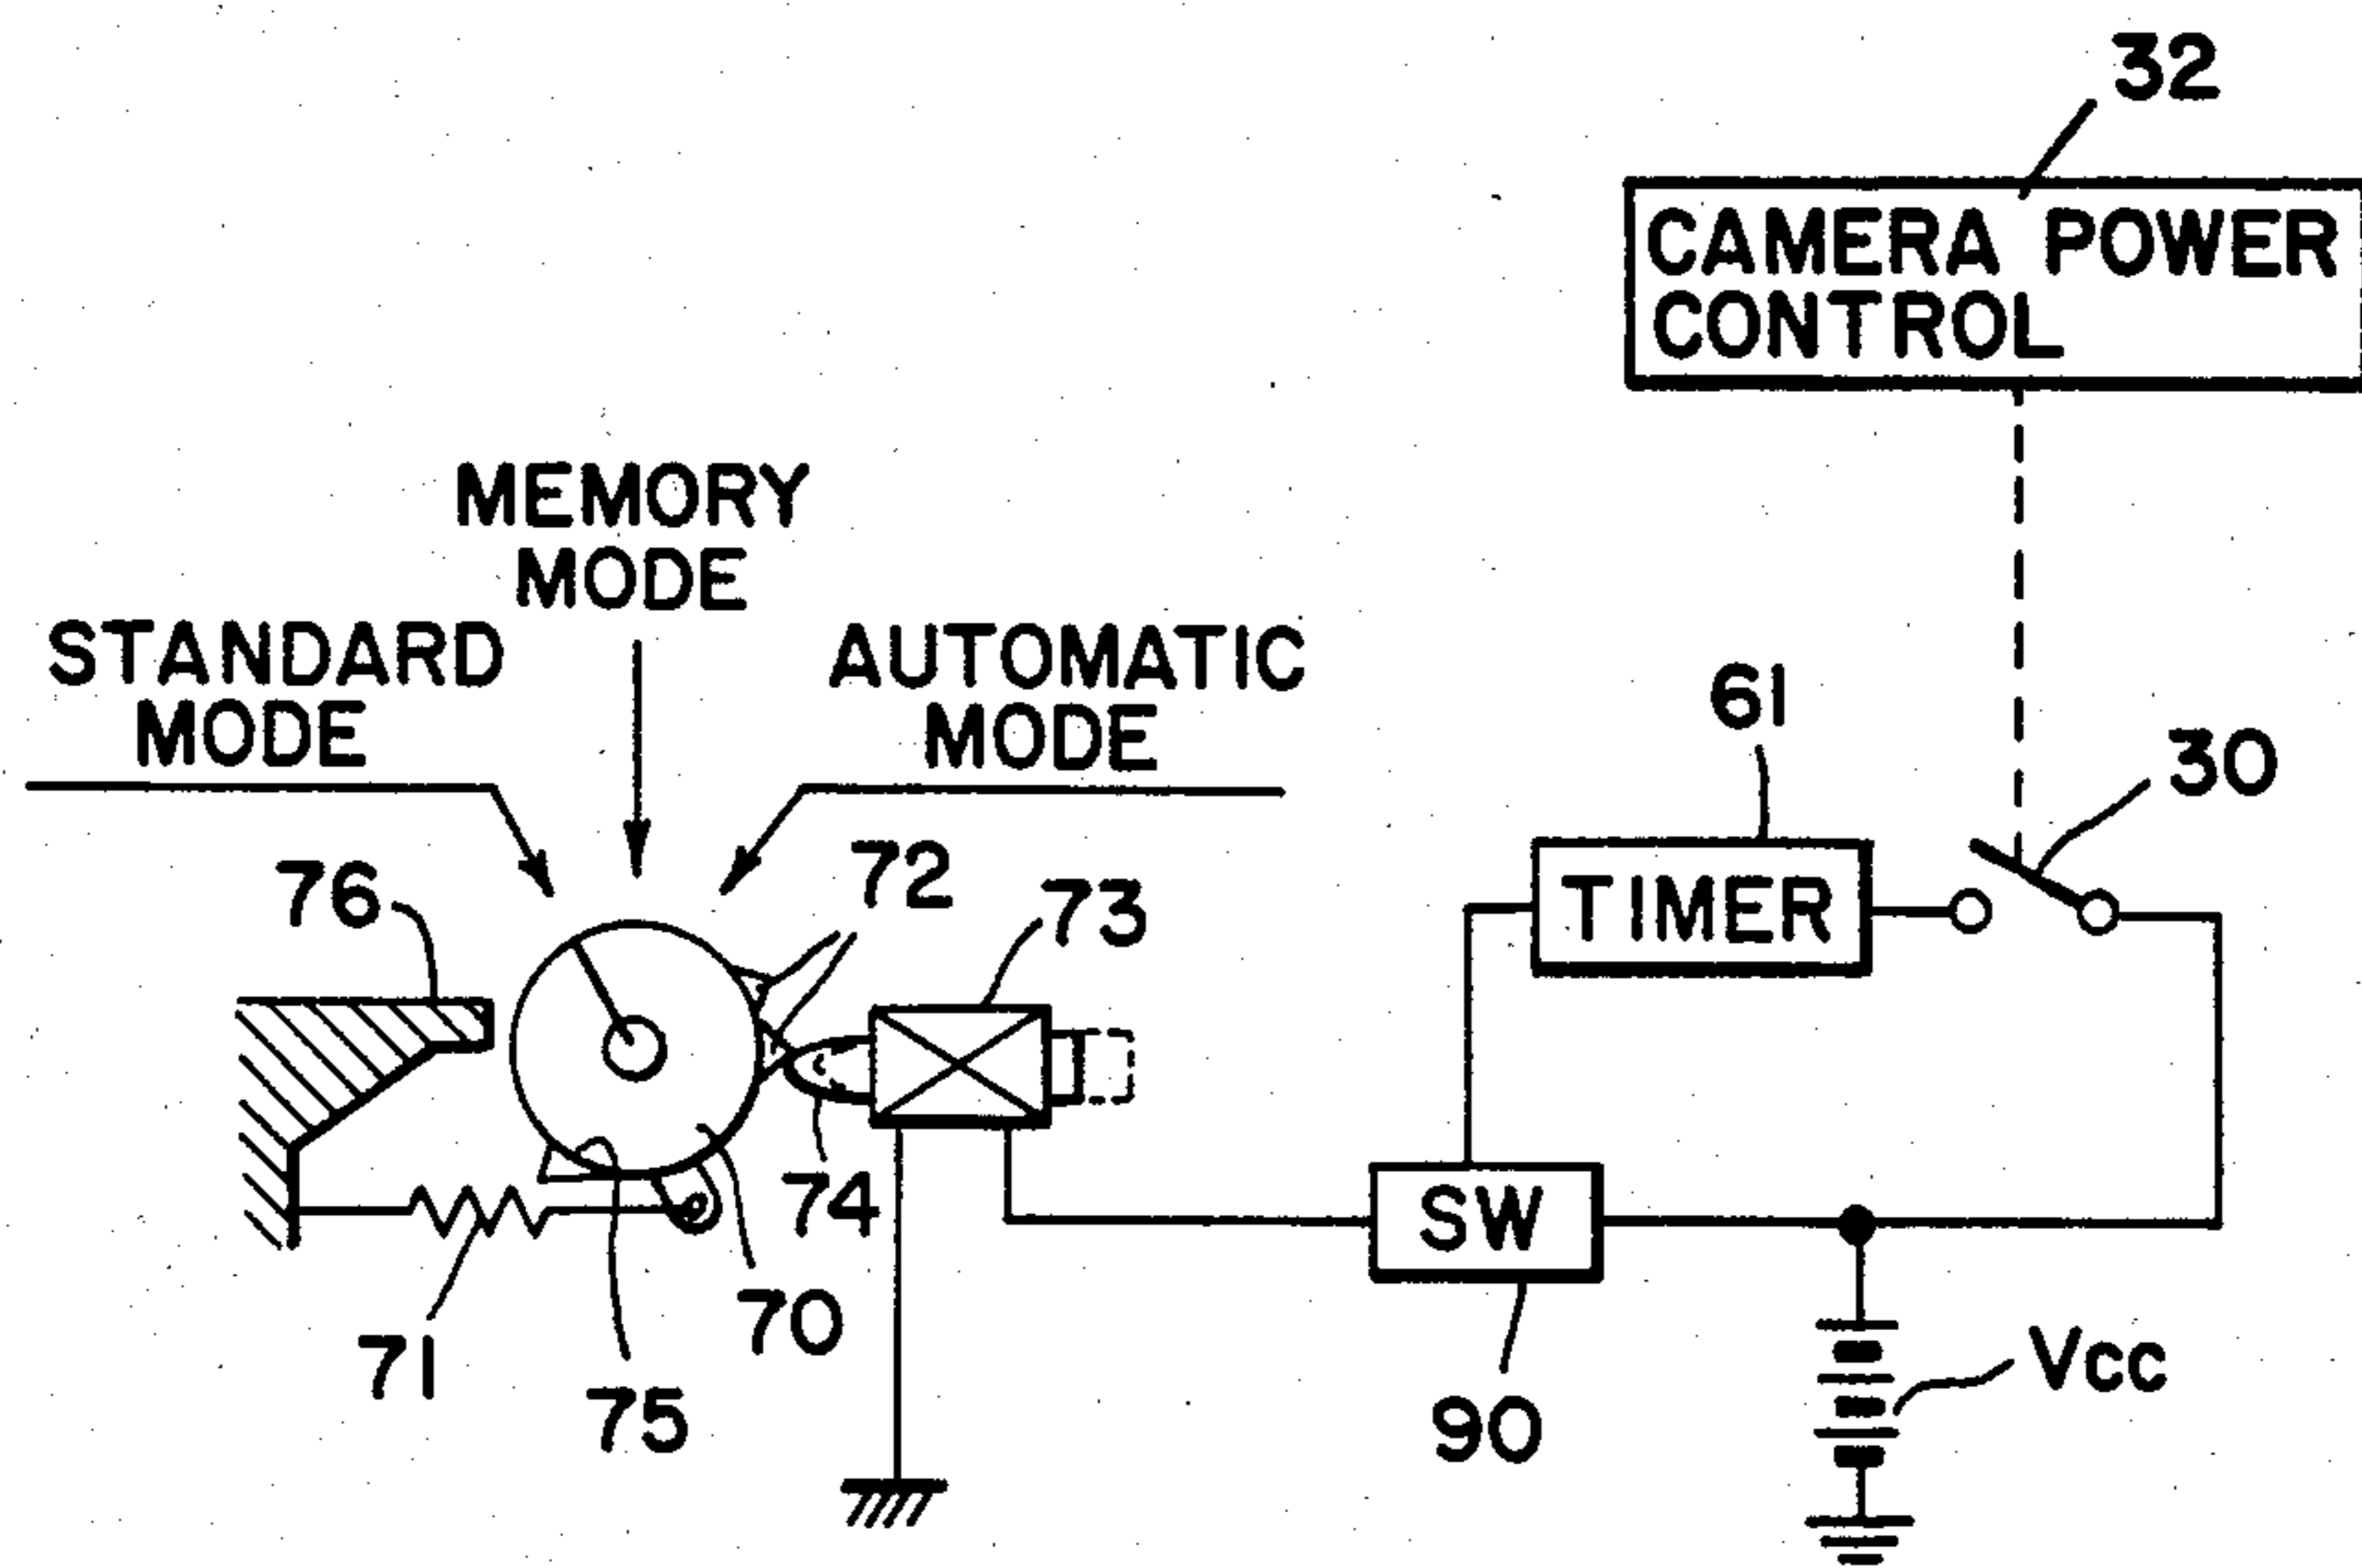 32
CAMERA POWER
CONTROL
MEMORY
MODE
STANDARD
MODE
AUTOMATIC
MODE
61
30
76
72
73
TIMER
74
SW
70
71
75
90
Vcc